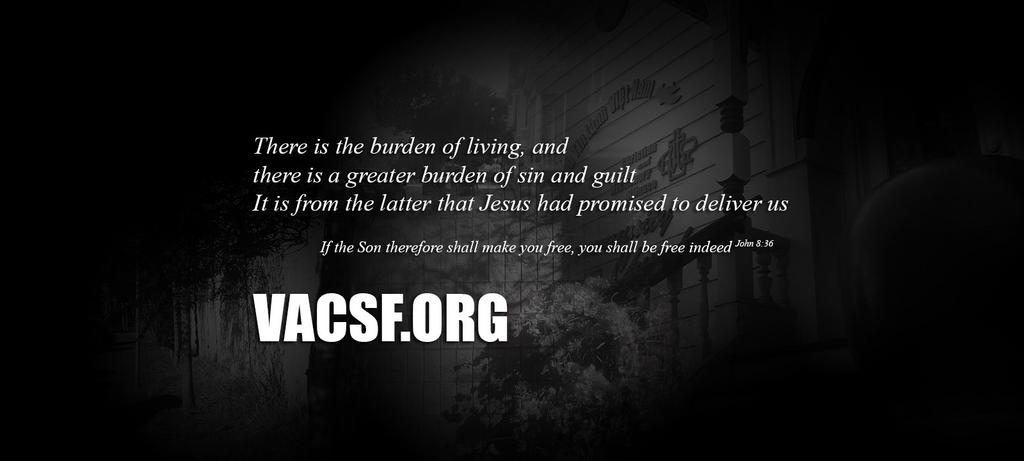 There is the burden of living, and
there is a greater burden of sin and guilt
It is from the latter that Jesus had promised to deliver us
If the Son therefore shall make you free, you shall be free indeed John 8:36
VACSF.ORG
Việt Nam